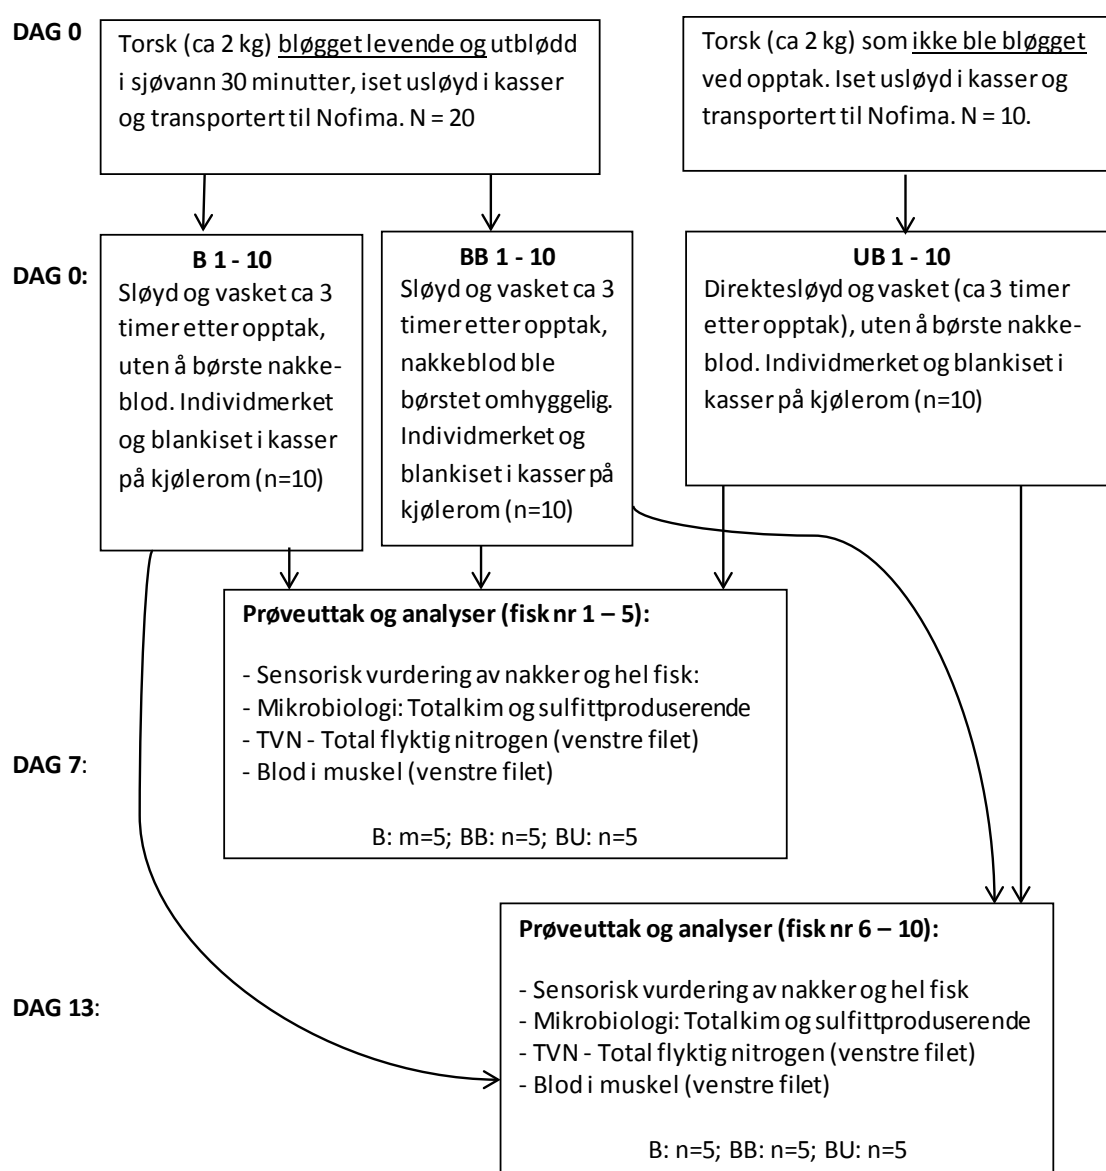 DAG 0
Torsk (ca 2 kg) bløgget levende og utblødd
i sjøvann 30 minutter, iset usløyd i kasser
og transportert til Nofima. N = 20
Torsk (ca 2 kg) som ikke ble bløgget
ved opptak. Iset usløyd i kasser og
transportert til Nofima. N = 10.
DAG 0:
B 1 - 10
Sløyd og vasket ca 3
timer etter opptak,
uten å børste nakke-
blod. Individmerket
og blankiset i kasser
på kjølerom (n=10)
BB 1 - 10
Sløyd og vasket ca 3
timer etter opptak,
nakkeblod ble
børstet omhyggelig.
Individmerket og
blankiset i kasser på
kjølerom (n=10)
UB 1 - 10
Direktesløyd og vasket (ca 3 timer
etter opptak), uten å børste nakke-
blod. Individmerket og blankiset i
kasser på kjølerom (n=10)
DAG 7:
Prøveuttak og analyser (fisk nr 1 – 5):
- Sensorisk vurdering av nakker og hel fisk:
- Mikrobiologi: Totalkim og sulfittproduserende
- TVN - Total flyktig nitrogen (venstre filet)
- Blod i muskel (venstre filet)
B: m=5; BB: n=5; BU: n=5
DAG 13:
Prøveuttak og analyser (fisk nr 6 – 10):
- Sensorisk vurdering av nakker og hel fisk
- Mikrobiologi: Totalkim og sulfittproduserende
- TVN - Total flyktig nitrogen (venstre filet)
- Blod i muskel (venstre filet)
B: n=5; BB: n=5; BU: n=5